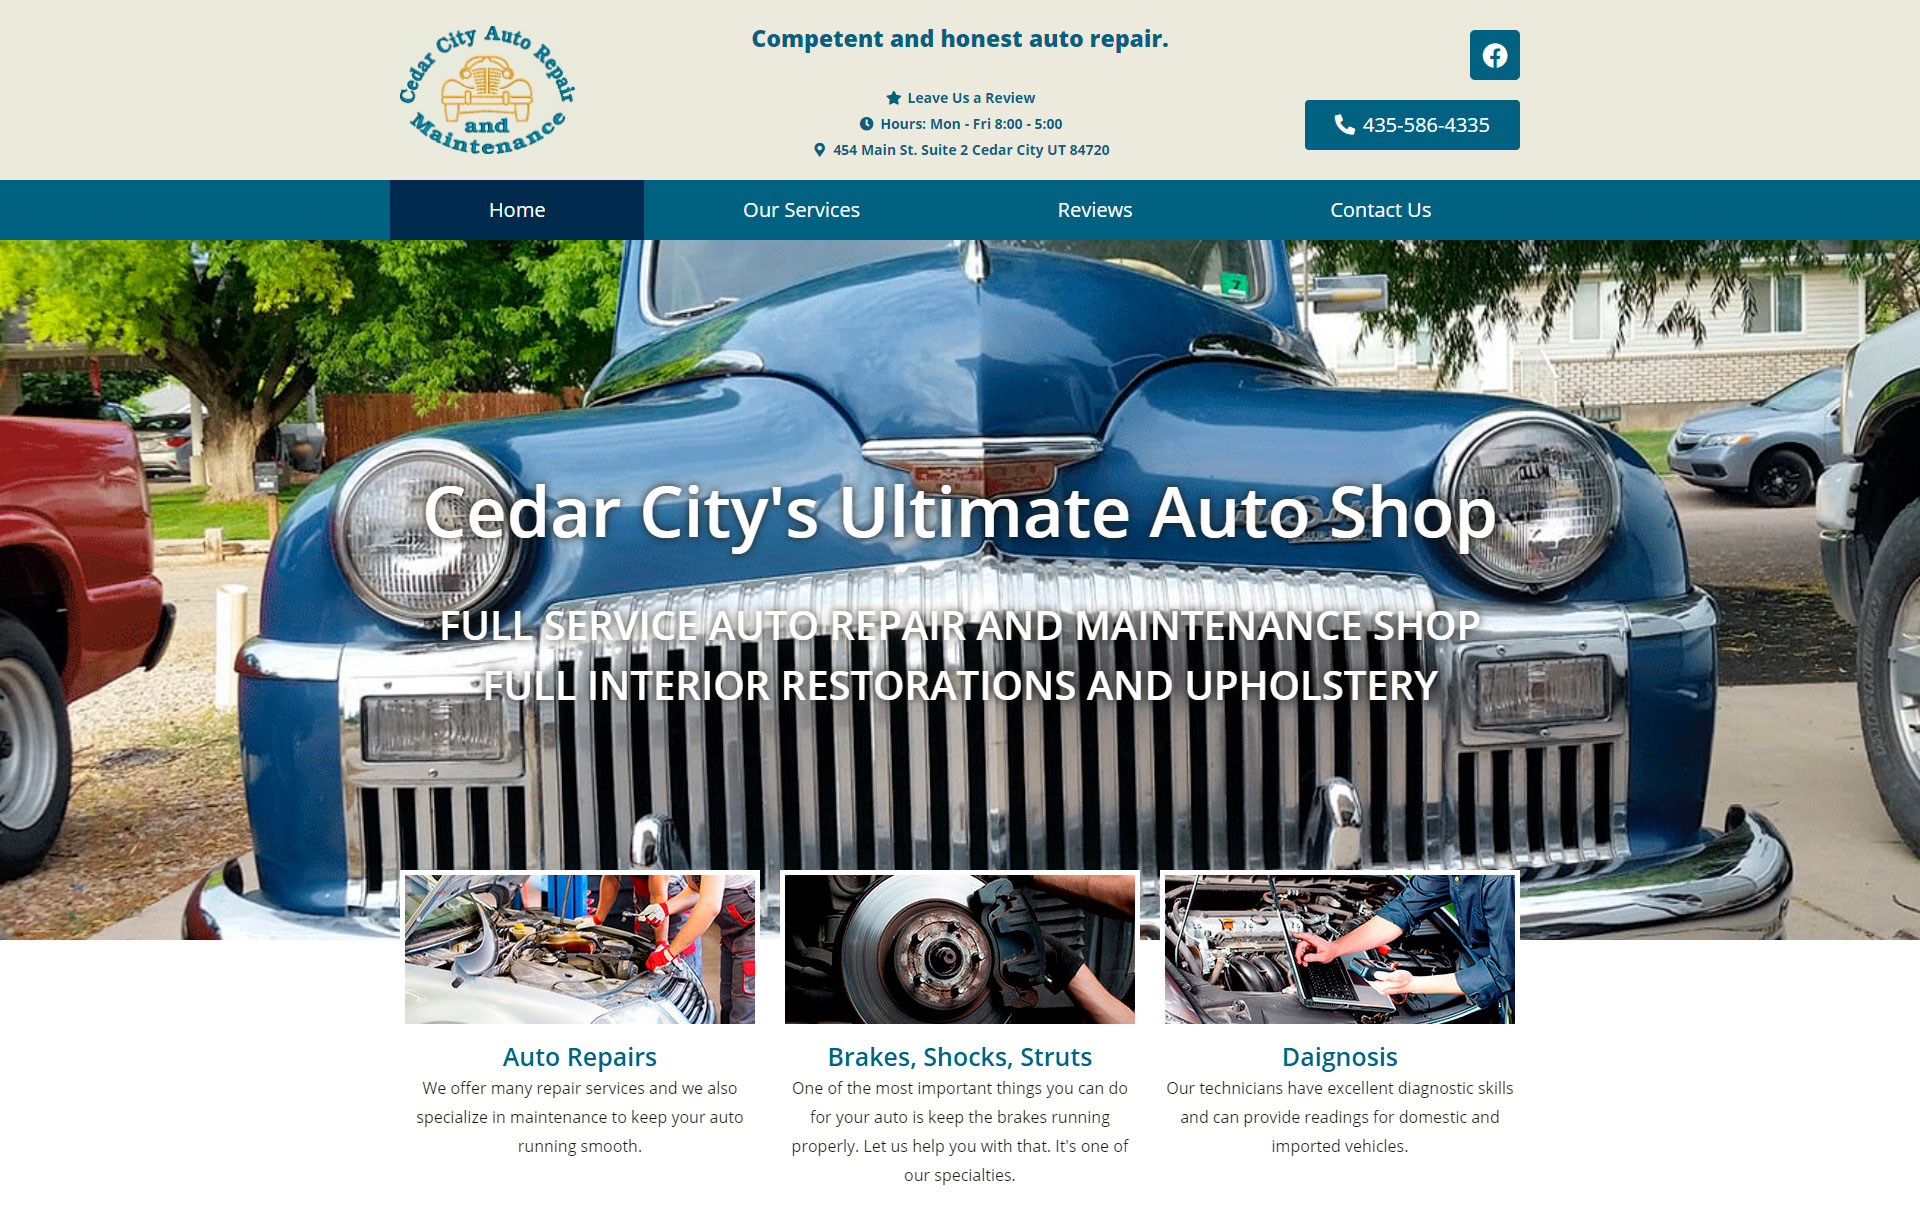 Cedar City Auto Repair
and
Maintenance
Competent and honest auto repair.
Leave Us a Review
Hours: Mon - Fri 8:00 - 5:00
454 Main St. Suite 2 Cedar City UT 84720
435-586-4335
Home
Our Services
Reviews
Contact Us
7
Cedar City's Ultimate Auto Shop
FULL SERVICE AUTO REPAIR AND MAINTENANCE SHOP
FULL INTERIOR RESTORATIONS AND UPHOLSTERY
Auto Repairs
We offer many repair services and we also
specialize in maintenance to keep your auto
running smooth.
Brakes, Shocks, Struts
One of the most important things you can do
for your auto is keep the brakes running
properly. Let us help you with that. It's one of
our specialties.
Daignosis
Our technicians have excellent diagnostic skills
and can provide readings for domestic and
imported vehicles.